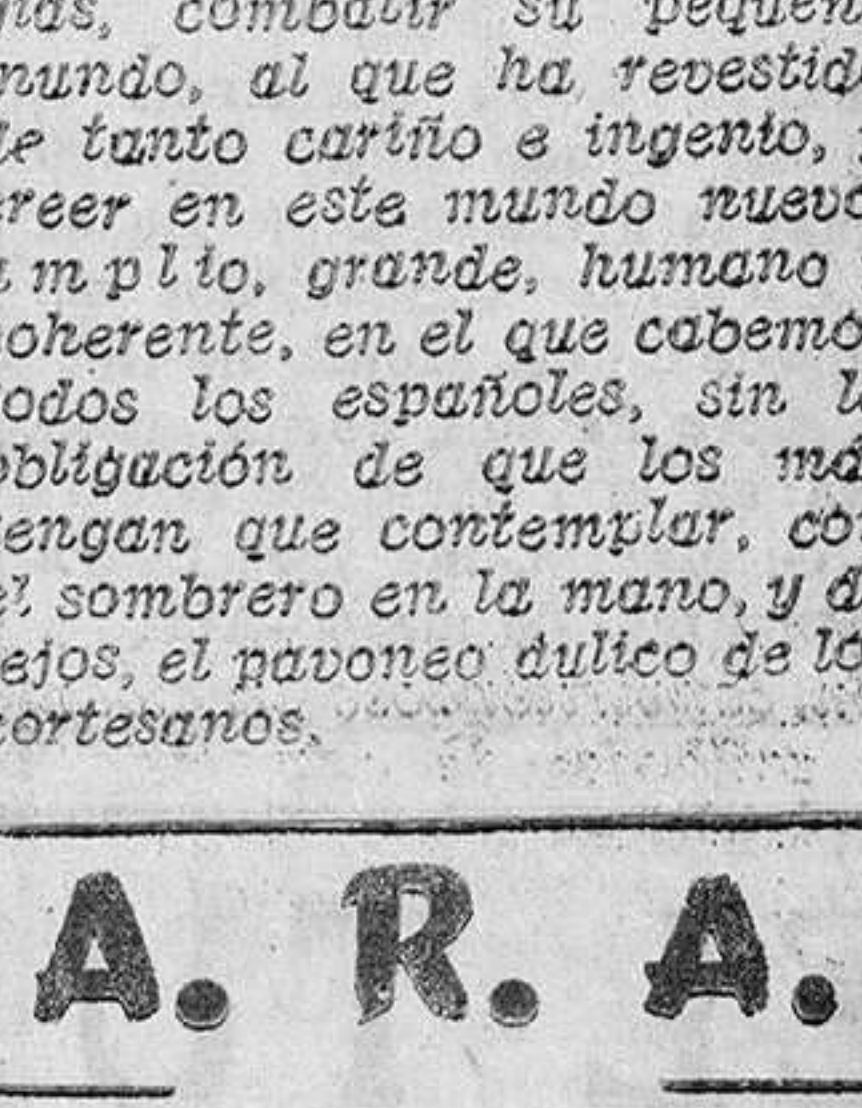 combatir su pequeñ
mundo, al que ha revestid
de tanto cariño e ingenio,
creer en este mundo nuevo
amplio, grande, humano
coherente, en el que cabemo
todos los españoles, sin l
obligación de que los má
tengan que contemplar, co
el sombrero en la mano, y d
lejos, el pavoneo dulico de lo
cortesanos.
A. R. A.